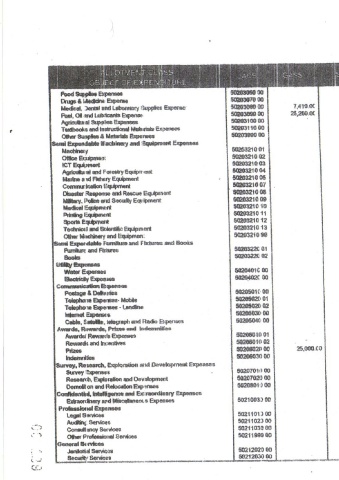 ALLOTMENT CLASS
OBJECT OF EXPENDITURE
Food Supplies Expenses 50203050 00
Drugs & Medicine Expense 50203070 00
Medical, Dental and Laboratory Supplies Expense 50203080 00 7,410.00
Fuel, Oil and Lubricants Expense 50203090 00
Agricultural Supplies Expenses 50203100 00
Textbooks and Instructional Materials Expenses 50203110 00
Other Supplies & Materials Expenses 50203990 00
Semi Expendable Machinery and Equipment Expenses
Machinery 50203210 01
Office Equipment 50203210 02
ICT Equipment 50203210 03
Agricultural and Forestry Equipment 50203210 04
Marine and Fishery Equipment 50203210 05
Communication Equipment 50203210 07
Disaster Response and Rescue Equipment 50203210 08
Military, Police and Security Equipment 50203210 09
Medical Equipment 50203210 10
Printing Equipment 50203210 11
Sports Equipment 50203210 12
Technical and Scientific Equipment 50203210 13
Other Machinery and Equipment 50203210 99
Semi Expendable Furniture and Fixtures and Books
Furniture and Fixtures 50203220 01
Books 50203220 02
Utility Expenses
Water Expenses 50204010 00
Electricity Expenses 50204020 00
Communication Expenses
Postage & Deliveries 50205010 00
Telephone Expenses- Mobile 50205020 01
Telephone Expenses - Landline 50205020 02
Internet Expenses 50205030 00
Cable, Satellite, telegraph and Radio Expenses 50205040 00
Awards, Rewards, Prizes and Indemnities
Awards/ Rewards Expenses 50206010 01
Rewards and Incentives 50206010 02
Prizes 50206020 00 25,000.00
Indemnities 50206030 00
Survey, Research, Exploration and Development Expenses
Survey Expenses 50207010 00
Research, Exploration and Development 50207020 00
Demolition and Relocation Expenses 50208010 00
Confidential, Intelligence and Extraordinary Expenses
Extraordinary and Miscellaneous Expenses 50210030 00
Professional Expenses
Legal Services 50211010 00
Auditing Services 50211020 00
Consultancy Services 50211030 00
Other Professional Services 50211990 00
General Services
Janitorial Services 50212020 00
Security Services 50212030 00